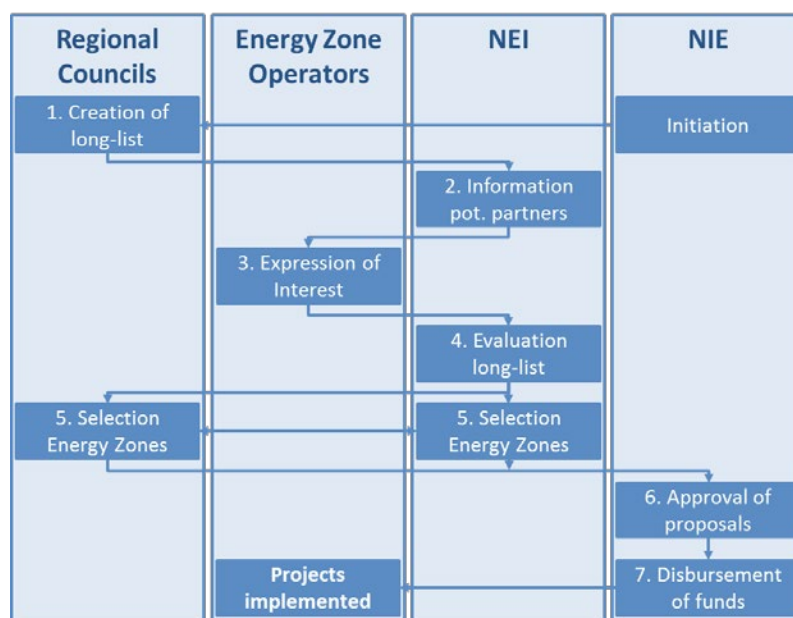 Regional
Councils
Energy Zone
Operators
NEI
NIE
1. Creation of
long-list
Initiation
2. Information
pot. partners
3. Expression of
Interest
4. Evaluation
long-list
5. Selection
Energy Zones
5. Selection
Energy Zones
6. Approval of
proposals
Projects
implemented
7. Disbursement
of funds